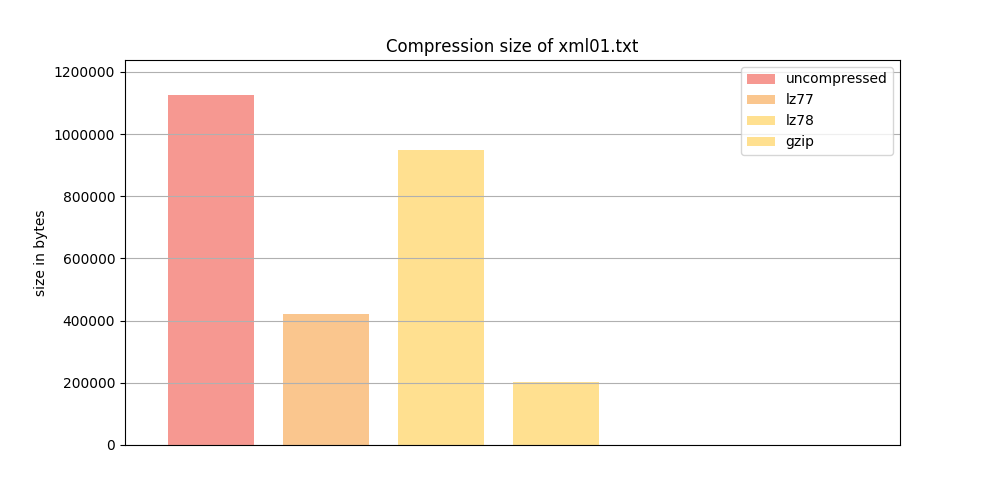 Compression size of xml01.txt
1200000
1000000
800000
600000
400000
200000
0
size in bytes
uncompressed
lz77
lz78
gzip